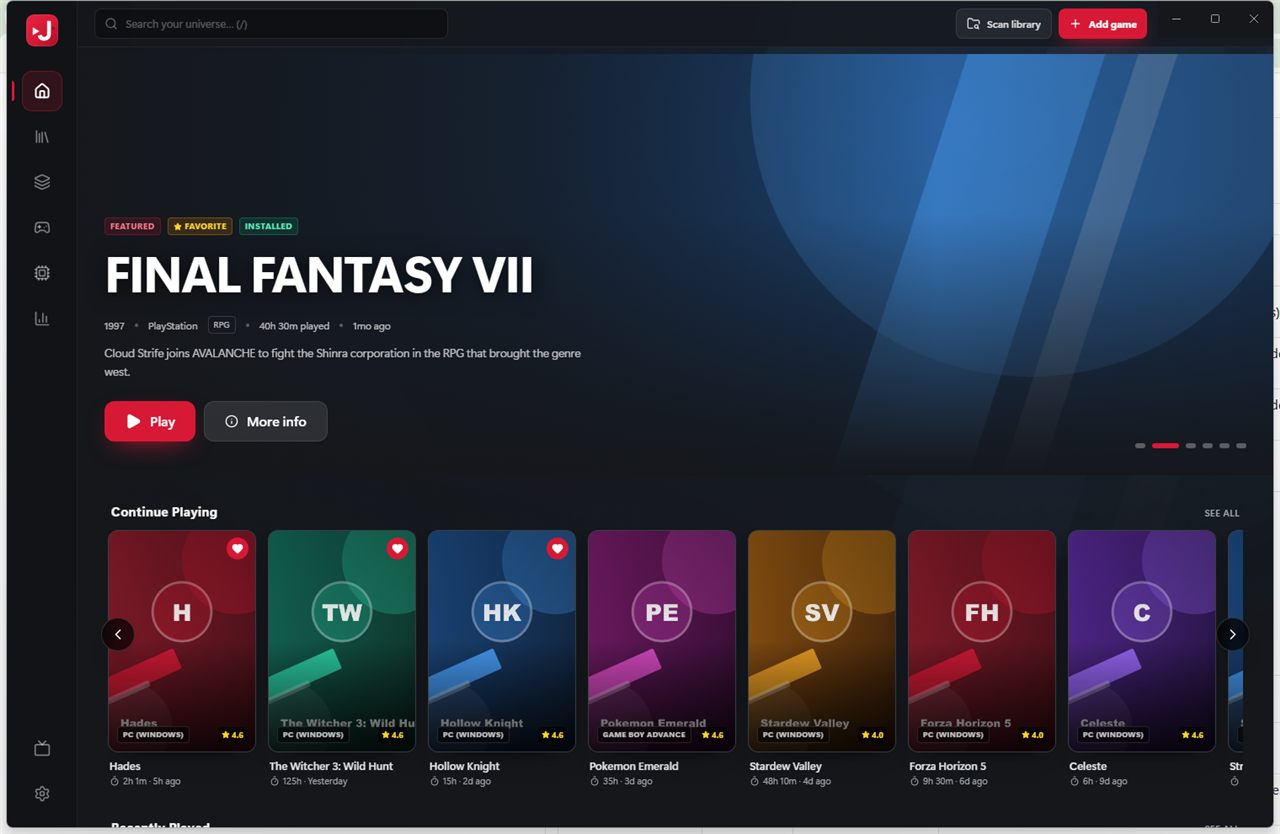 J
Search your universe... (/)
Scan library
Add game
FEATURED
FAVORITE
INSTALLED
FINAL FANTASY VII
1997 • PlayStation RPG • 40h 30m played • 1mo ago
Cloud Strife joins AVALANCHE to fight the Shinra corporation in the RPG that brought the genre
west.
Play
More info
Continue Playing
SEE ALL
H
TW
HK
PE
SV
FH
C
Hades
The Witcher 3: Wild Hu
Hollow Knight
Pokemon Emerald
Stardew Valley
Forza Horizon 5
Celeste
PC (WINDOWS) 4.6
PC (WINDOWS) 4.6
PC (WINDOWS) 4.6
GAME BOY ADVANCE 4.6
PC (WINDOWS) 4.0
PC (WINDOWS) 4.0
PC (WINDOWS) 4.6
Hades
The Witcher 3: Wild Hunt
Hollow Knight
Pokemon Emerald
Stardew Valley
Forza Horizon 5
Celeste
Str
2h 1m · 5h ago
125h · Yesterday
15h · 2d ago
35h · 3d ago
48h 10m · 4d ago
9h 30m · 6d ago
6h · 9d ago
Recently Played
SEE ALL